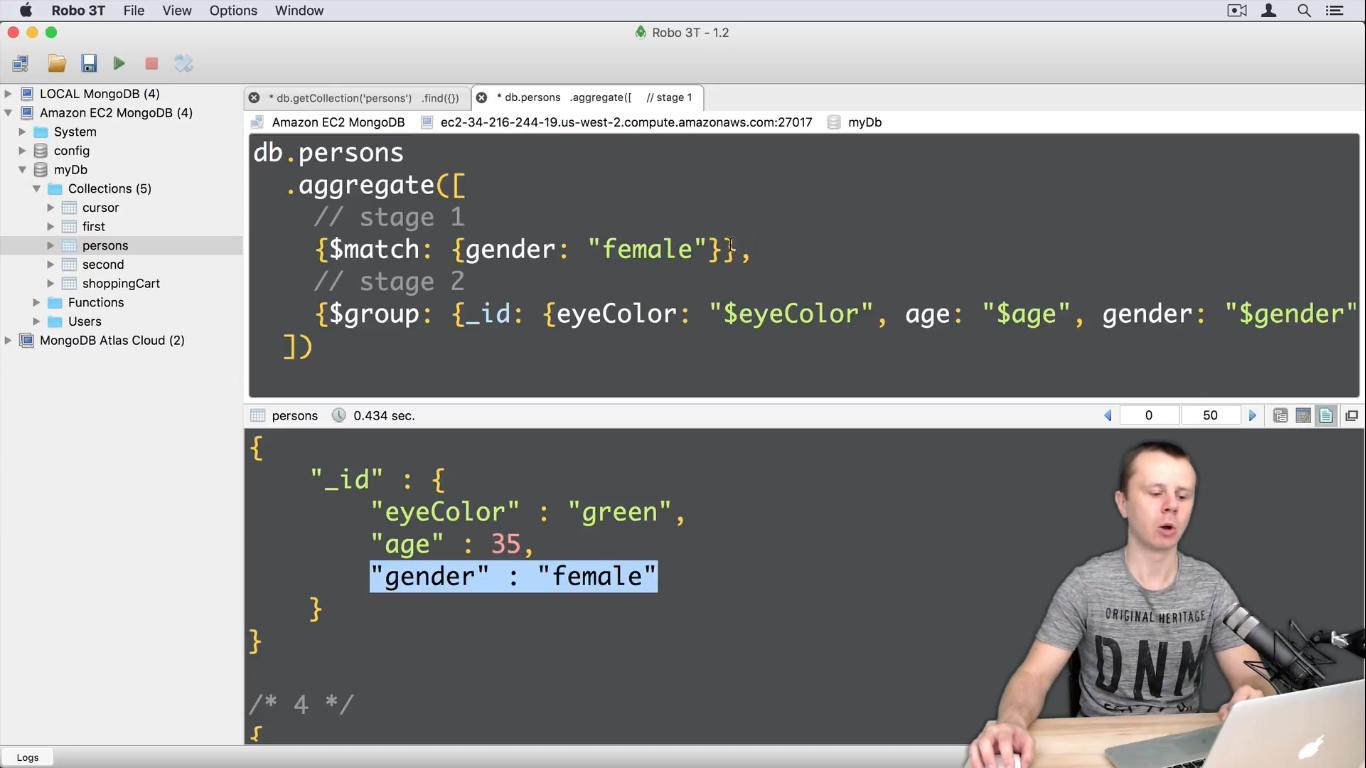 Robo 3T File View Options Window
Robo 3T - 1.2
LOCAL MongoDB (4)
Amazon EC2 MongoDB (4)
System
config
myDb
Collections (5)
cursor
first
persons
second
shoppingCart
Functions
Users
MongoDB Atlas Cloud (2)
* db.getCollection('persons') .find({})
* db.persons .aggregate([ // stage 1
Amazon EC2 MongoDB ec2-34-216-244-19.us-west-2.compute.amazonaws.com:27017 myDb
db.persons
.aggregate([
// stage 1
{$match: {gender: "female"}},
// stage 2
{$group: {_id: {eyeColor: "$eyeColor", age: "$age", gender: "$gender"
])
persons 0.434 sec. 0 50
{
"_id" : {
"eyeColor" : "green",
"age" : 35,
"gender" : "female"
}
}
/* 4 */
{
ORIGINAL HERITAGE
DNM
Logs